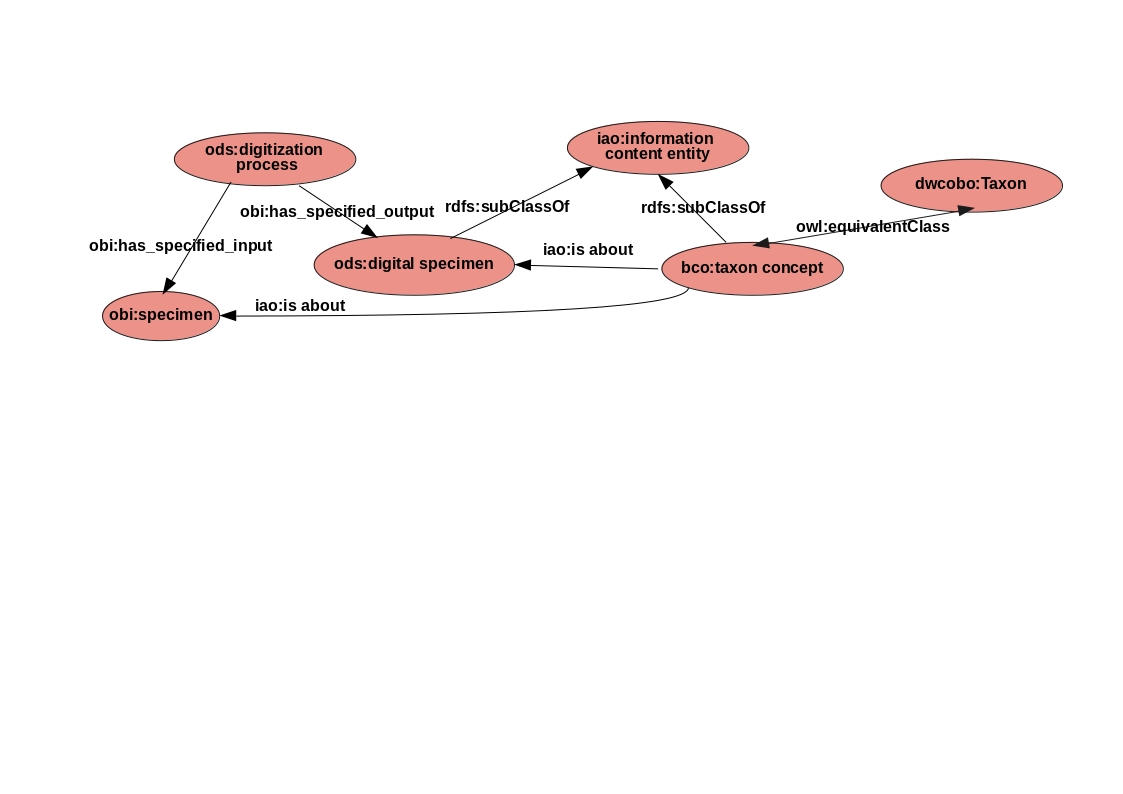 iao:information
content entity
ods:digitization
process
dwcobo:Taxon
rdfs:subClassOf
rdfs:subClassOf
obi:has_specified_output
owl:equivalentClass
obi:has_specified_input
iao:is about
ods:digital specimen
bco:taxon concept
iao:is about
obi:specimen